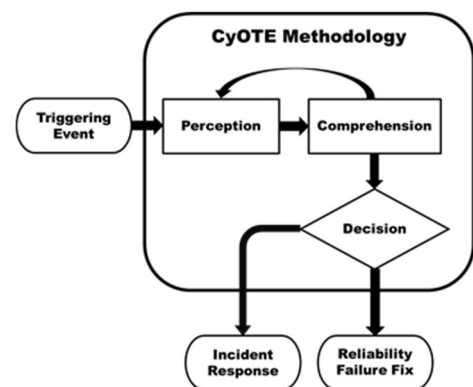 CyOTE Methodology
Triggering
Event
Perception
Comprehension
Decision
Incident
Response
Reliability
Failure Fix